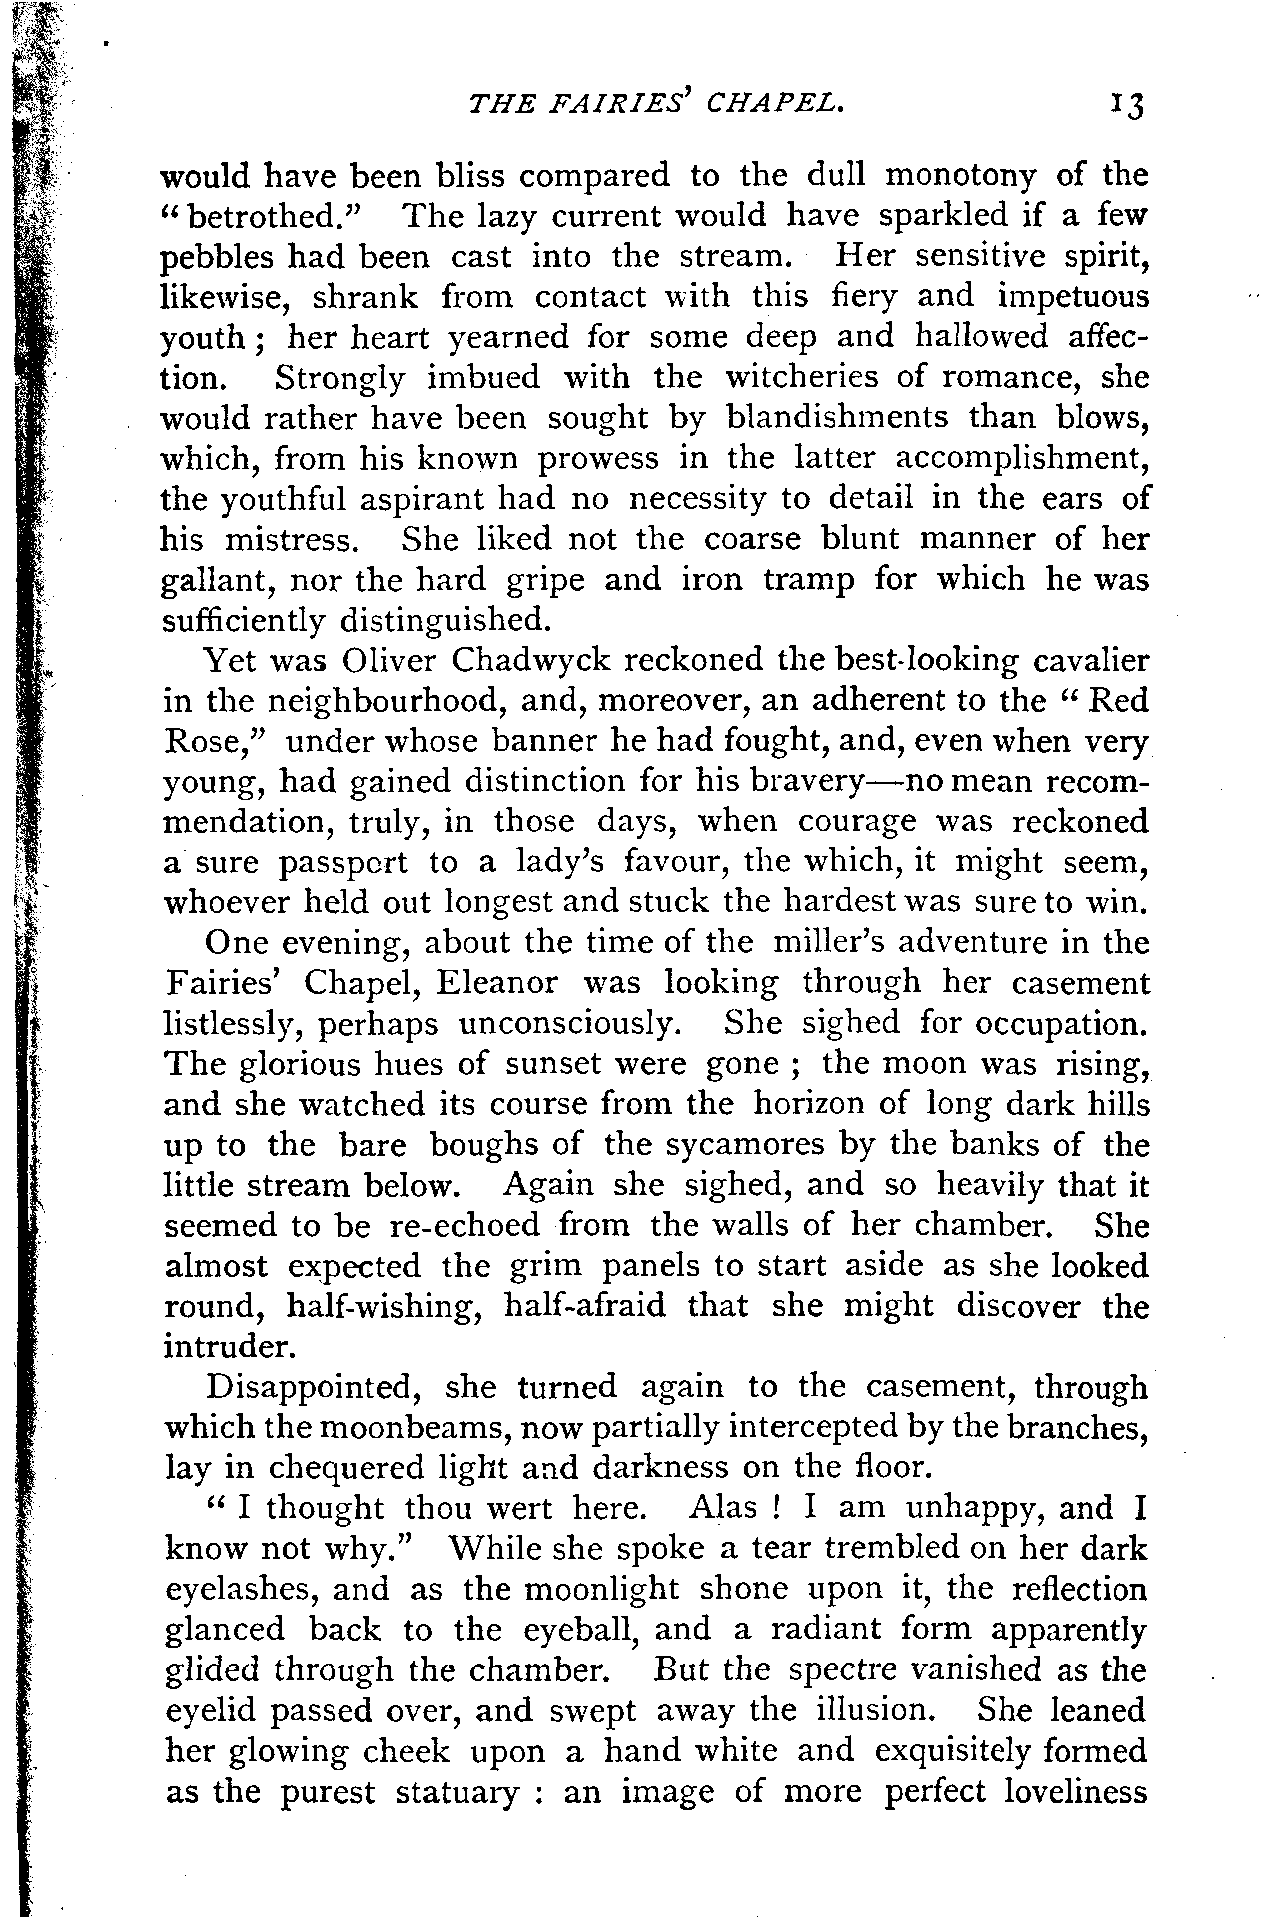 THE FAIRIES' CHAPEL. 13
would have been bliss compared to the dull monotony of the
“ betrothed.” The lazy current would have sparkled if a few
pebbles had been cast into the stream. Her sensitive spirit,
likewise, shrank from contact with this fiery and impetuous
youth ; her heart yearned for some deep and hallowed affec-
tion. Strongly imbued with the witcheries of romance, she
would rather have been sought by blandishments than blows,
which, from his known prowess in the latter accomplishment,
the youthful aspirant had no necessity to detail in the ears of
his mistress. She liked not the coarse blunt manner of her
gallant, nor the hard gripe and iron tramp for which he was
sufficiently distinguished.
Yet was Oliver Chadwyck reckoned the best-looking cavalier
in the neighbourhood, and, moreover, an adherent to the “ Red
Rose,” under whose banner he had fought, and, even when very
young, had gained distinction for his bravery—no mean recom-
mendation, truly, in those days, when courage was reckoned
a sure passport to a lady's favour, the which, it might seem,
whoever held out longest and stuck the hardest was sure to win.
One evening, about the time of the miller's adventure in the
Fairies' Chapel, Eleanor was looking through her casement
listlessly, perhaps unconsciously. She sighed for occupation.
The glorious hues of sunset were gone ; the moon was rising,
and she watched its course from the horizon of long dark hills
up to the bare boughs of the sycamores by the banks of the
little stream below. Again she sighed, and so heavily that it
seemed to be re-echoed from the walls of her chamber. She
almost expected the grim panels to start aside as she looked
round, half-wishing, half-afraid that she might discover the
intruder.
Disappointed, she turned again to the casement, through
which the moonbeams, now partially intercepted by the branches,
lay in chequered light and darkness on the floor.
“ I thought thou wert here. Alas ! I am unhappy, and I
know not why.” While she spoke a tear trembled on her dark
eyelashes, and as the moonlight shone upon it, the reflection
glanced back to the eyeball, and a radiant form apparently
glided through the chamber. But the spectre vanished as the
eyelid passed over, and swept away the illusion. She leaned
her glowing cheek upon a hand white and exquisitely formed
as the purest statuary : an image of more perfect loveliness